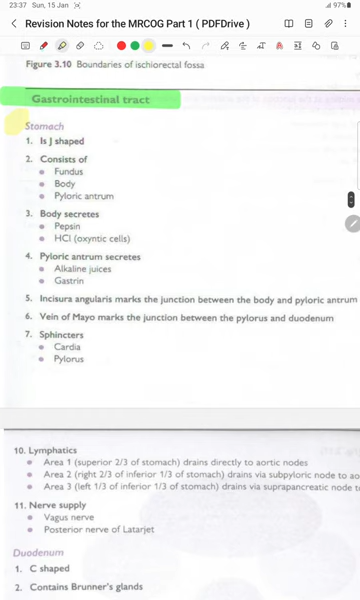 23:37 Sun, 15 Jan
97%
Revision Notes for the MRCOG Part 1 ( PDFDrive )
Figure 3.10 Boundaries of ischiorectal fossa
Gastrointestinal tract
Stomach
1. Is J shaped
2. Consists of
Fundus
Body
Pyloric antrum
3. Body secretes
Pepsin
HCl (oxyntic cells)
4. Pyloric antrum secretes
Alkaline juices
Gastrin
5. Incisura angularis marks the junction between the body and pyloric antrum
6. Vein of Mayo marks the junction between the pylorus and duodenum
7. Sphincters
Cardia
Pylorus
10. Lymphatics
Area 1 (superior 2/3 of stomach) drains directly to aortic nodes
Area 2 (right 2/3 of inferior 1/3 of stomach) drains via subpyloric node to ao
Area 3 (left 1/3 of inferior 1/3 of stomach) drains via suprapancreatic node t
11. Nerve supply
Vagus nerve
Posterior nerve of Latarjet
Duodenum
1. C shaped
2. Contains Brunner's glands